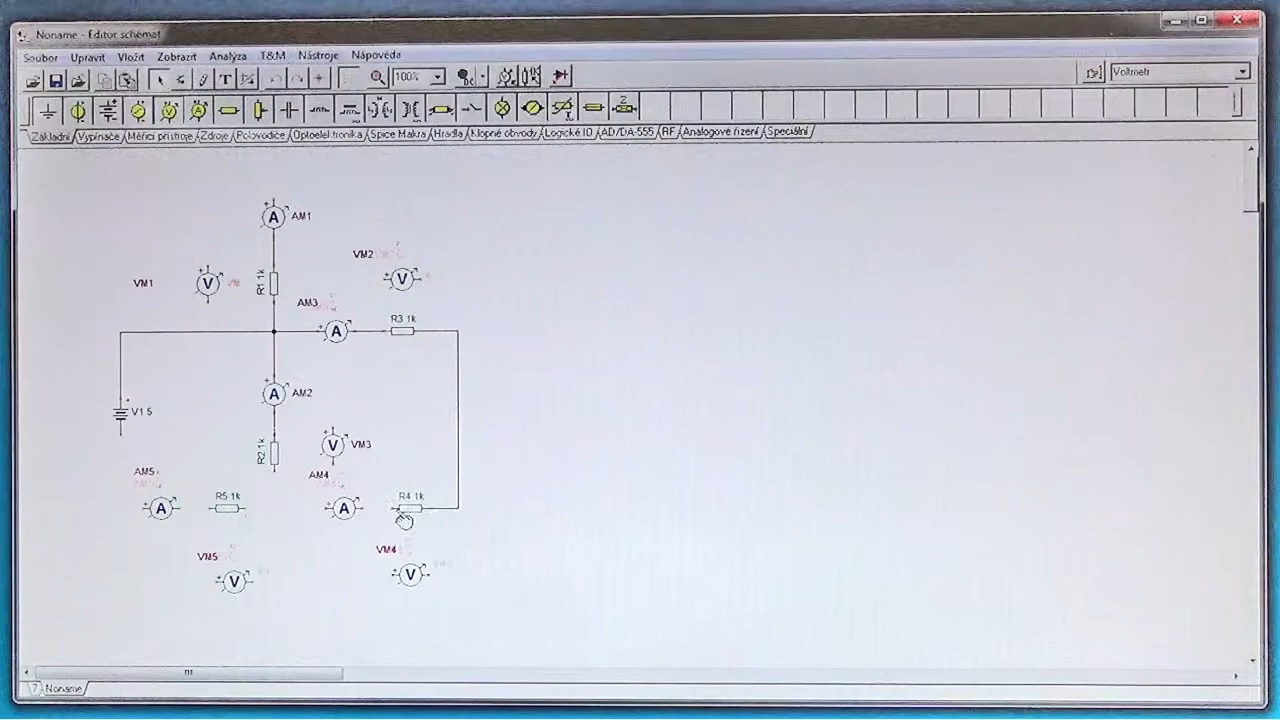 Noname - Editor schémat
Soubor Upravit Vložit Zobrazit Analýza T&M Nástroje Nápověda
T 100% DC Voltmetr
V A Z
Základní Vypínače Měřicí přístroje Zdroje Polovodiče Optoelektronika Spice Makra Hradla Klopné obvody Logické IO AD/DA-555 RF Analogové řízení Speciální
A AM1
VM2
VM1 V R1 1k V
AM3
R3 1k
A
A AM2
V1 5
R2 1k V VM3
AM5 AM4
R5 1k R4 1k
A A
VM5 VM4
V V
Noname